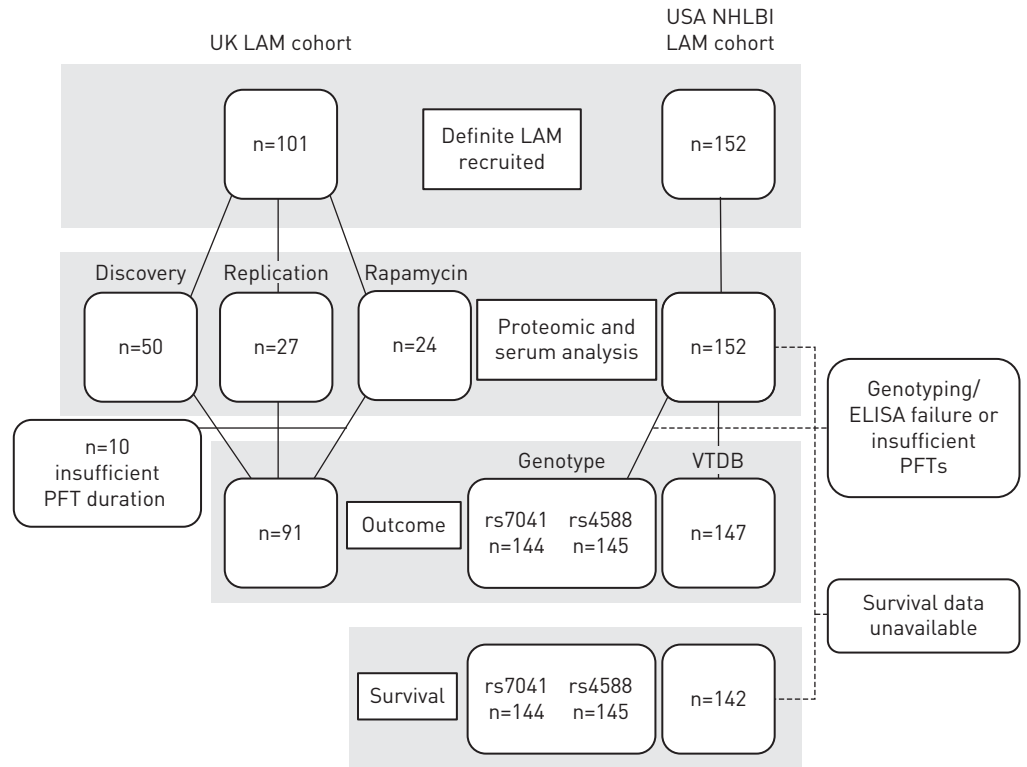 UK LAM cohort
USA NHLBI
LAM cohort
n=101
Definite LAM
recruited
n=152
Discovery
Replication
Rapamycin
n=50
n=27
n=24
Proteomic and
serum analysis
n=152
Genotyping/
ELISA failure or
insufficient
PFTs
n=10
insufficient
PFT duration
Genotype
VTDB
n=91
Outcome
rs7041 rs4588
n=144 n=145
n=147
Survival data
unavailable
Survival
rs7041 rs4588
n=144 n=145
n=142